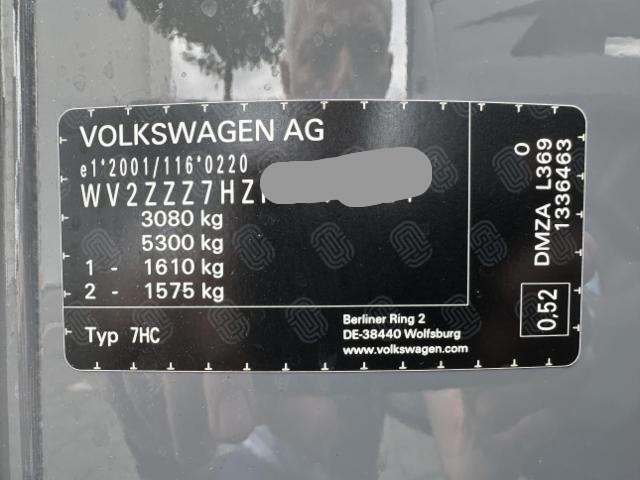 VOLKSWAGEN AG
e1*2001/116*0220
WV2ZZZ7HZ
3080 kg
5300 kg
1 - 1610 kg
2 - 1575 kg
Typ 7HC
Berliner Ring 2
DE-38440 Wolfsburg
www.volkswagen.com
O
DMZA L369
1336463
0,52